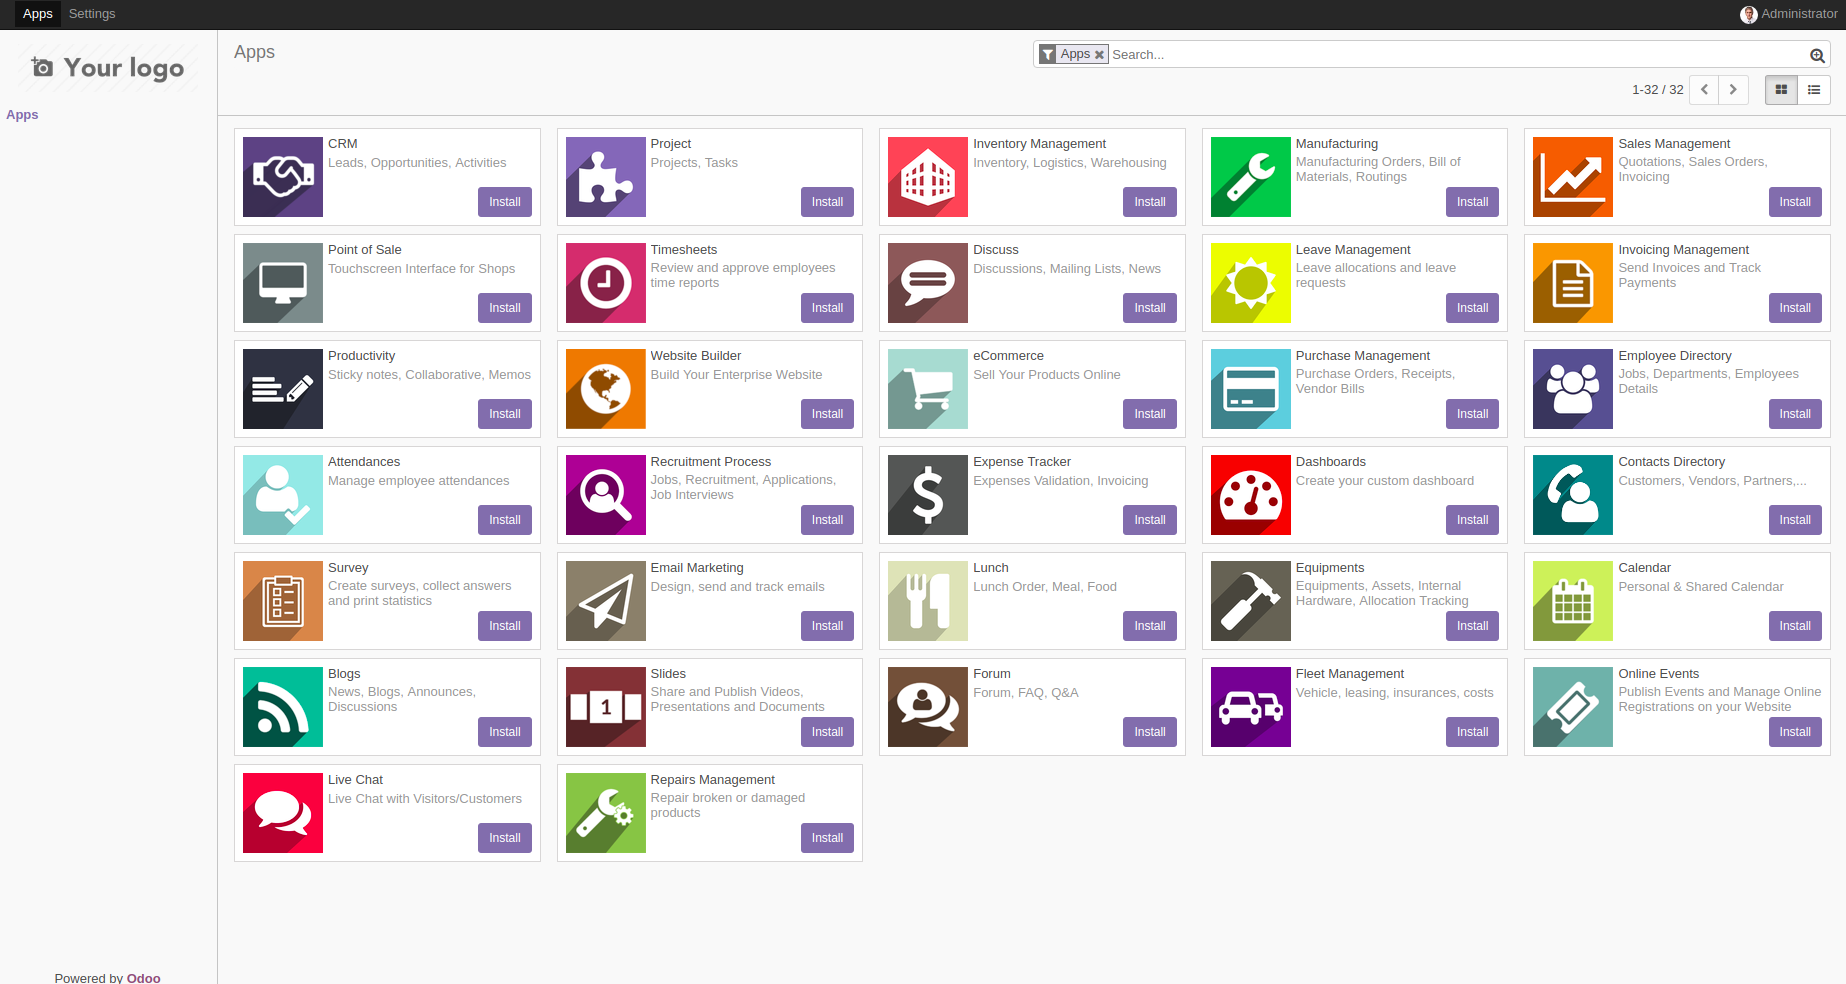 Apps Settings Administrator
Your logo
Apps
Apps
Apps Search...
1-32 / 32
CRM
Leads, Opportunities, Activities
Install
Project
Projects, Tasks
Install
Inventory Management
Inventory, Logistics, Warehousing
Install
Manufacturing
Manufacturing Orders, Bill of
Materials, Routings
Install
Sales Management
Quotations, Sales Orders,
Invoicing
Install
Point of Sale
Touchscreen Interface for Shops
Install
Timesheets
Review and approve employees
time reports
Install
Discuss
Discussions, Mailing Lists, News
Install
Leave Management
Leave allocations and leave
requests
Install
Invoicing Management
Send Invoices and Track
Payments
Install
Productivity
Sticky notes, Collaborative, Memos
Install
Website Builder
Build Your Enterprise Website
Install
eCommerce
Sell Your Products Online
Install
Purchase Management
Purchase Orders, Receipts,
Vendor Bills
Install
Employee Directory
Jobs, Departments, Employees
Details
Install
Attendances
Manage employee attendances
Install
Recruitment Process
Jobs, Recruitment, Applications,
Job Interviews
Install
Expense Tracker
Expenses Validation, Invoicing
Install
Dashboards
Create your custom dashboard
Install
Contacts Directory
Customers, Vendors, Partners,...
Install
Survey
Create surveys, collect answers
and print statistics
Install
Email Marketing
Design, send and track emails
Install
Lunch
Lunch Order, Meal, Food
Install
Equipments
Equipments, Assets, Internal
Hardware, Allocation Tracking
Install
Calendar
Personal & Shared Calendar
Install
Blogs
News, Blogs, Announces,
Discussions
Install
1
Slides
Share and Publish Videos,
Presentations and Documents
Install
Forum
Forum, FAQ, Q&A
Install
Fleet Management
Vehicle, leasing, insurances, costs
Install
Online Events
Publish Events and Manage Online
Registrations on your Website
Install
Live Chat
Live Chat with Visitors/Customers
Install
Repairs Management
Repair broken or damaged
products
Install
Powered by Odoo